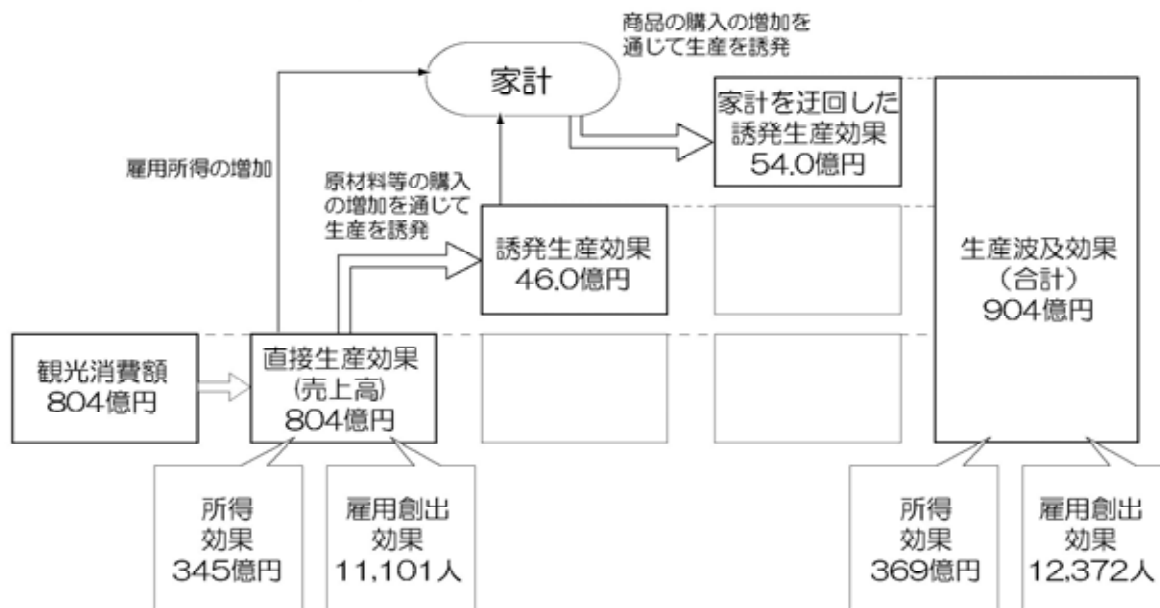 商品の購入の増加を
通じて生産を誘発
家計
家計を迂回した
誘発生産効果
54.0億円
雇用所得の増加
原材料等の購入
の増加を通じて
生産を誘発
誘発生産効果
46.0億円
生産波及効果
（合計）
904億円
観光消費額
804億円
直接生産効果
(売上高)
804億円
所得
効果
345億円
雇用創出
効果
11,101人
所得
効果
369億円
雇用創出
効果
12,372人